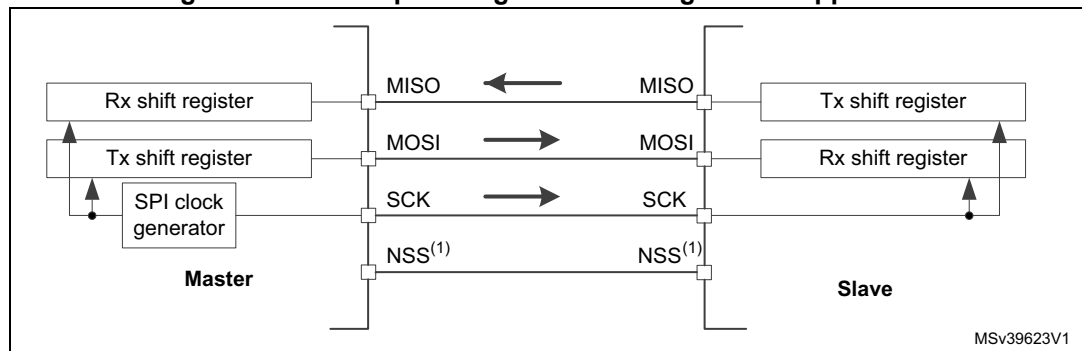 Rx shift register
Tx shift register
SPI clock
generator
Master
MISO
MISO
MOSI
MOSI
SCK
SCK
NSS(1)
NSS(1)
Tx shift register
Rx shift register
Slave
MSv39623V1